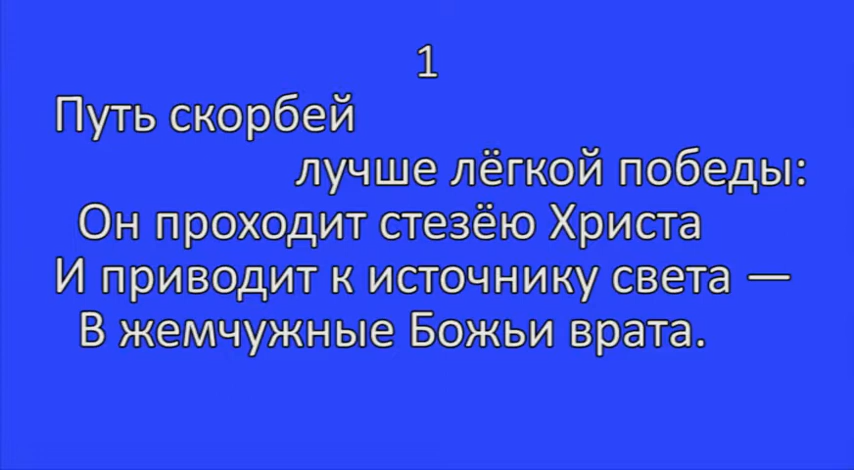 1
Путь скорбей
лучше лёгкой победы:
Он проходит стезёю Христа
И приводит к источнику света —
В жемчужные Божьи врата.